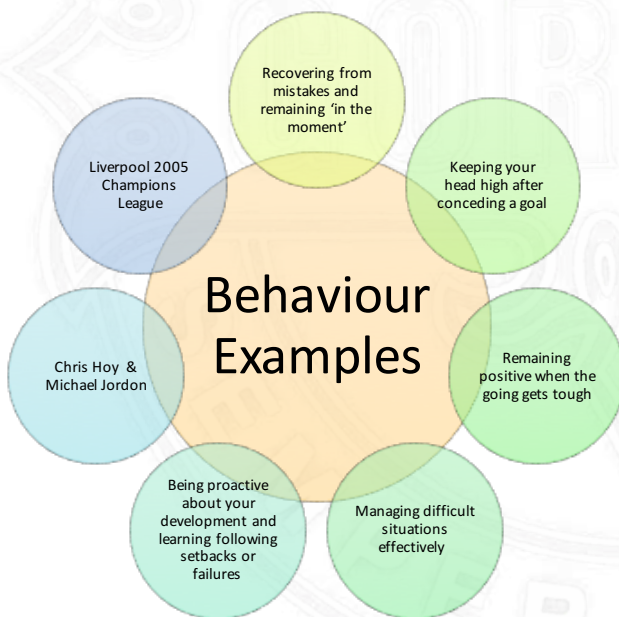 Behaviour
Examples
Recovering from
mistakes and
remaining ‘in the
moment’
Keeping your
head high after
conceding a goal
Remaining
positive when the
going gets tough
Managing difficult
situations
effectively
Being proactive
about your
development and
learning following
setbacks or
failures
Chris Hoy &
Michael Jordon
Liverpool 2005
Champions
League